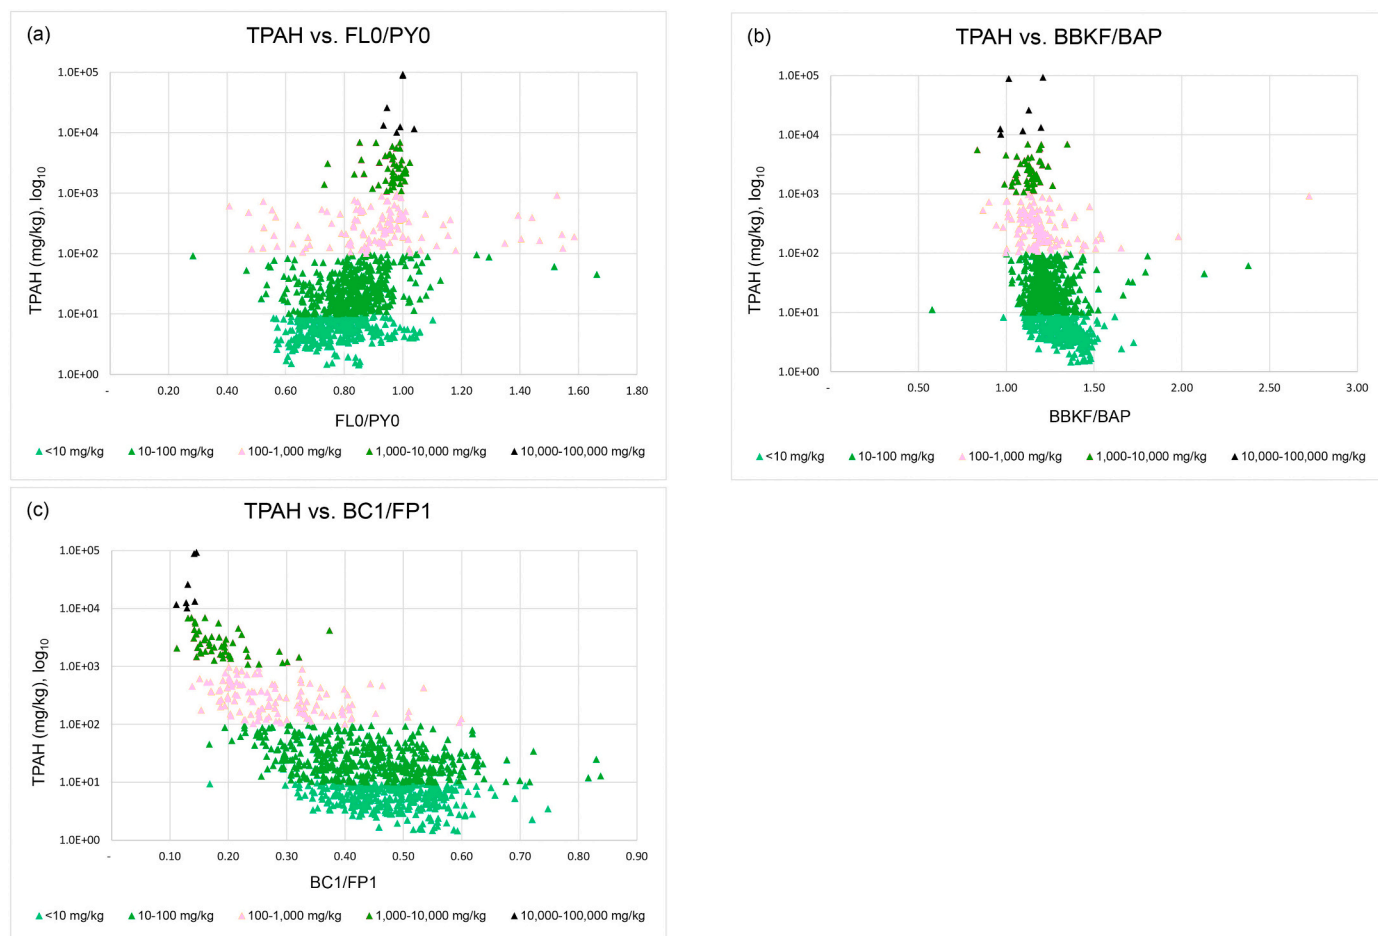 (a)
TPAH vs. FL0/PY0
TPAH (mg/kg), log10
1.0E+05
1.0E+04
1.0E+03
1.0E+02
1.0E+01
1.0E+00
- 0.20 0.40 0.60 0.80 1.00 1.20 1.40 1.60 1.80
FL0/PY0
<10 mg/kg 10-100 mg/kg 100-1,000 mg/kg 1,000-10,000 mg/kg 10,000-100,000 mg/kg
(b)
TPAH vs. BBKF/BAP
TPAH (mg/kg), log10
1.0E+05
1.0E+04
1.0E+03
1.0E+02
1.0E+01
1.0E+00
- 0.50 1.00 1.50 2.00 2.50 3.00
BBKF/BAP
<10 mg/kg 10-100 mg/kg 100-1,000 mg/kg 1,000-10,000 mg/kg 10,000-100,000 mg/kg
(c)
TPAH vs. BC1/FP1
TPAH (mg/kg), log10
1.0E+05
1.0E+04
1.0E+03
1.0E+02
1.0E+01
1.0E+00
- 0.10 0.20 0.30 0.40 0.50 0.60 0.70 0.80 0.90
BC1/FP1
<10 mg/kg 10-100 mg/kg 100-1,000 mg/kg 1,000-10,000 mg/kg 10,000-100,000 mg/kg